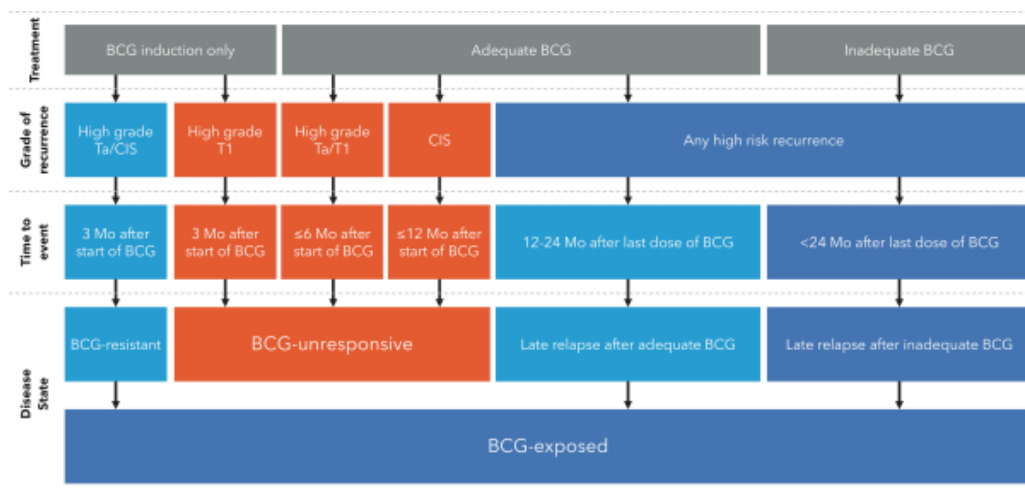 Treatment
BCG induction only
Adequate BCG
Inadequate BCG
Grade of
recurrence
High grade
Ta/CIS
High grade
T1
High grade
Ta/T1
CIS
Any high risk recurrence
Time to
event
3 Mo after
start of BCG
3 Mo after
start of BCG
≤6 Mo after
start of BCG
≤12 Mo after
start of BCG
12-24 Mo after last dose of BCG
<24 Mo after last dose of BCG
Disease
State
BCG-resistant
BCG-unresponsive
Late relapse after adequate BCG
Late relapse after inadequate BCG
BCG-exposed